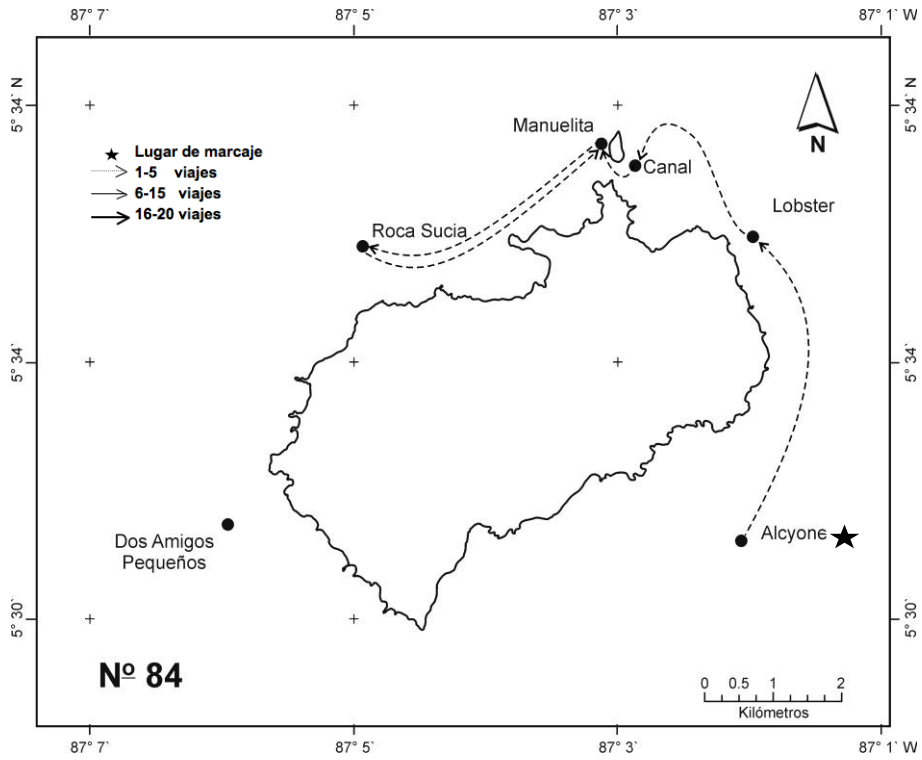 87° 7` 87° 5` 87° 3` 87° 1` W
5° 34` N
Manuelita
N
Lugar de marcaje
1-5 viajes
Canal
6-15 viajes
16-20 viajes
Lobster
Roca Sucia
5° 34`
Dos Amigos
Pequeños
Alcyone
5° 30`
Nº 84
0 0.5 1 2
Kilómetros
87° 7` 87° 5` 87° 3` 87° 1` W
5° 34` N
5° 34`
5° 30`